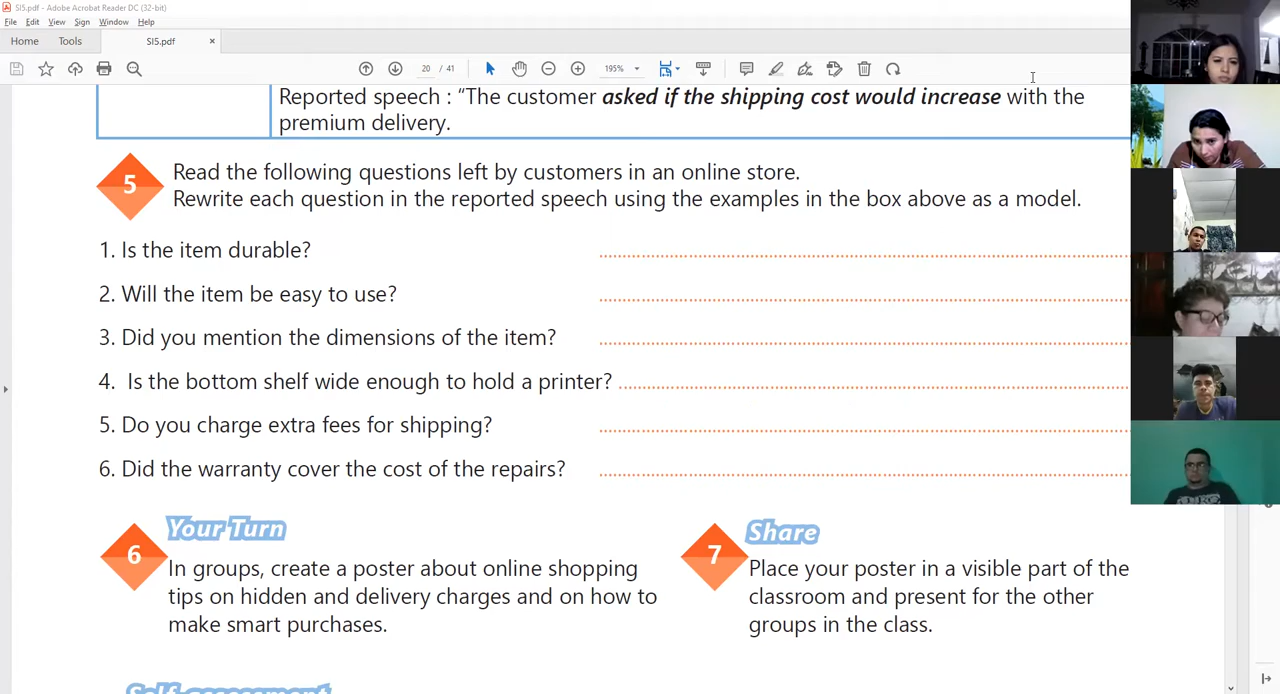 SI5.pdf - Adobe Acrobat Reader DC (32-bit)
File Edit View Sign Window Help
Home Tools SI5.pdf ×
20 / 41 195%
Reported speech : “The customer asked if the shipping cost would increase with the
premium delivery.
5
Read the following questions left by customers in an online store.
Rewrite each question in the reported speech using the examples in the box above as a model.
1. Is the item durable?
2. Will the item be easy to use?
3. Did you mention the dimensions of the item?
4. Is the bottom shelf wide enough to hold a printer?
5. Do you charge extra fees for shipping?
6. Did the warranty cover the cost of the repairs?
6
Your Turn
In groups, create a poster about online shopping
tips on hidden and delivery charges and on how to
make smart purchases.
7
Share
Place your poster in a visible part of the
classroom and present for the other
groups in the class.
Self-assessment